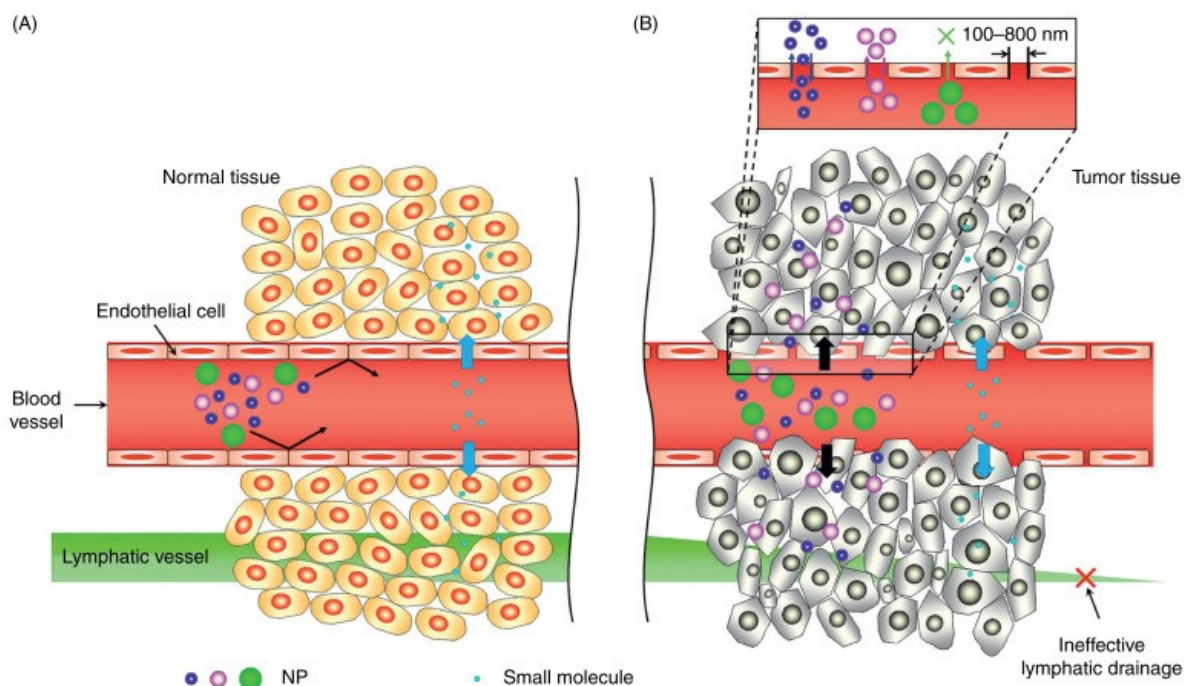 (A)
(B)
100–800 nm
Normal tissue
Tumor tissue
Endothelial cell
Blood
vessel
Lymphatic vessel
Ineffective
lymphatic drainage
NP
Small molecule